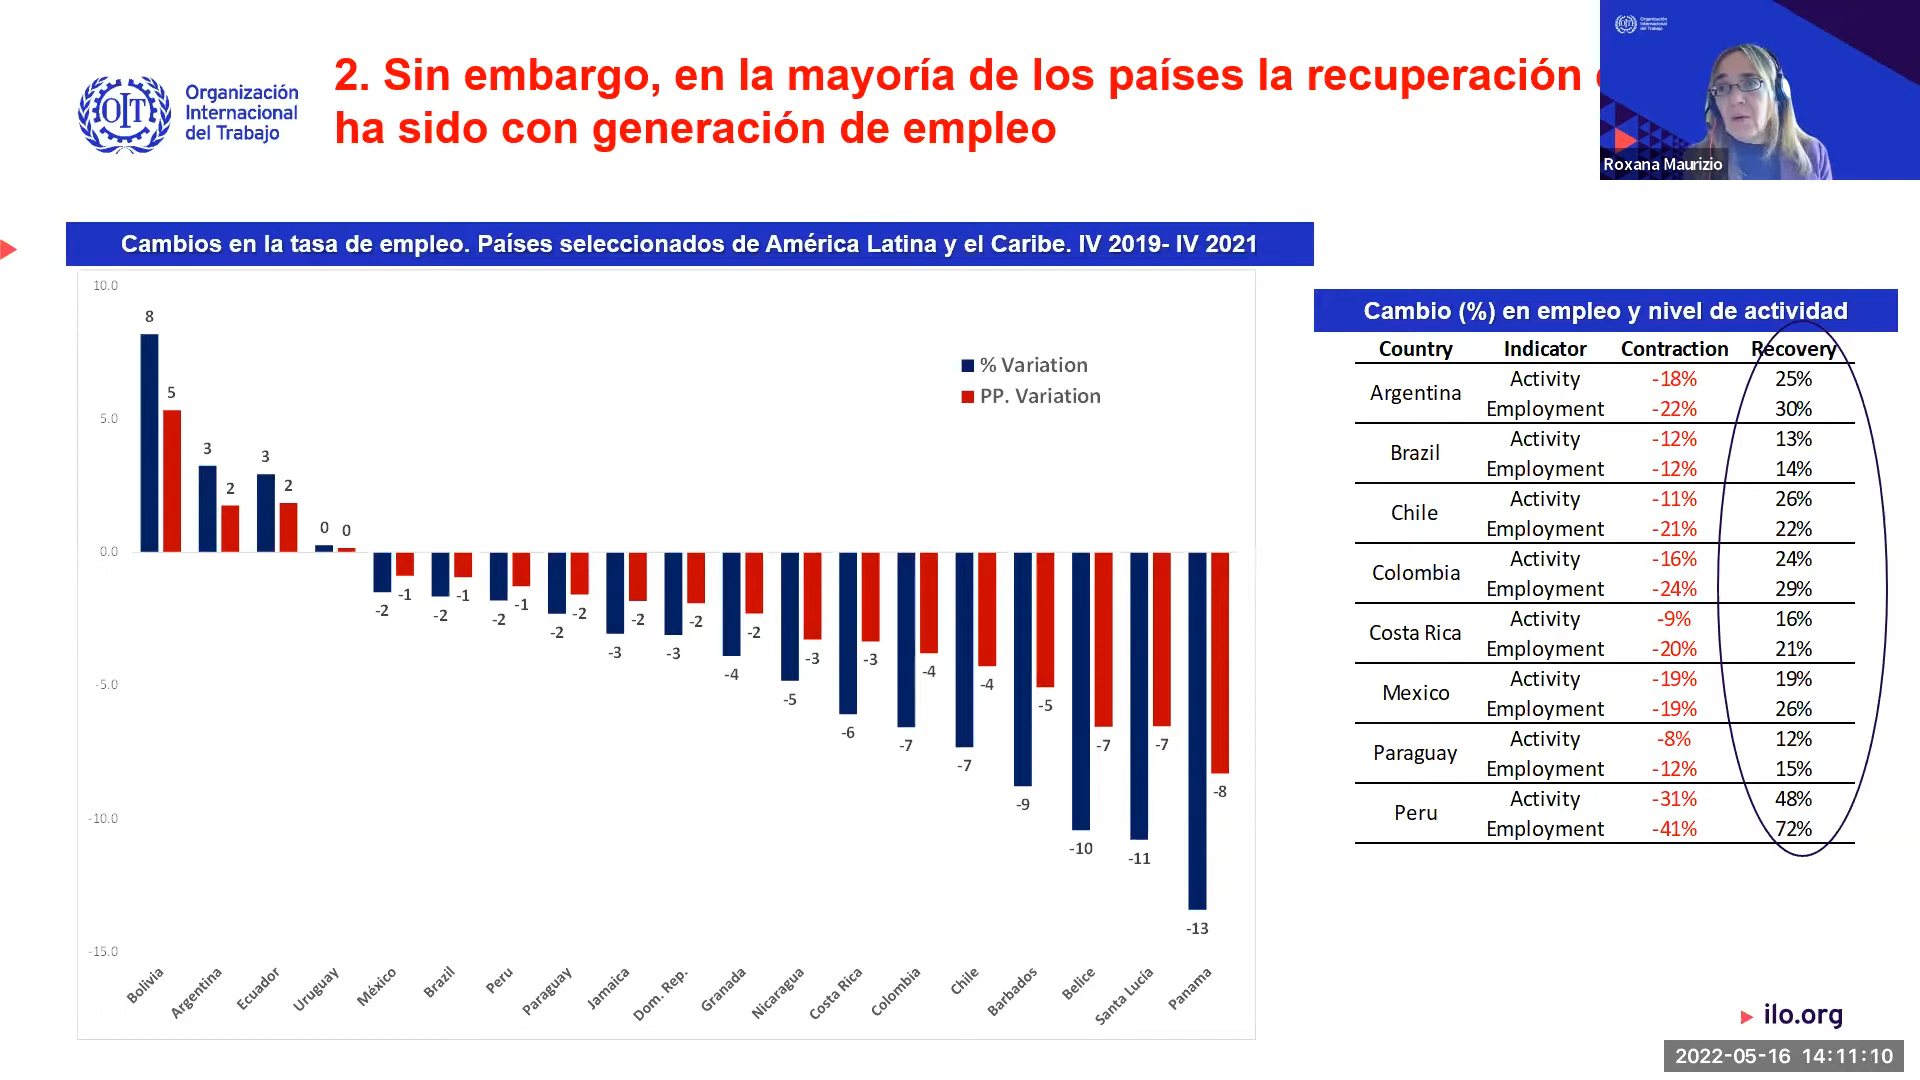 OIT
Organización
Internacional
del Trabajo
2. Sin embargo, en la mayoría de los países la recuperación
ha sido con generación de empleo
Organización
Internacional
del Trabajo
Roxana Maurizio
Cambios en la tasa de empleo. Países seleccionados de América Latina y el Caribe. IV 2019- IV 2021
10.0
5.0
0.0
-5.0
-10.0
-15.0
% Variation
PP. Variation
8
5
3
2
3
2
0
0
-2
-1
-2
-1
-2
-1
-2
-2
-3
-2
-3
-2
-4
-2
-5
-3
-6
-3
-7
-4
-7
-4
-9
-5
-10
-7
-11
-7
-13
-8
Bolivia
Argentina
Ecuador
Uruguay
México
Brazil
Peru
Paraguay
Jamaica
Dom. Rep.
Granada
Nicaragua
Costa Rica
Colombia
Chile
Barbados
Belice
Santa Lucía
Panama
Cambio (%) en empleo y nivel de actividad
Country Indicator Contraction Recovery
Argentina
Activity -18% 25%
Employment -22% 30%
Brazil
Activity -12% 13%
Employment -12% 14%
Chile
Activity -11% 26%
Employment -21% 22%
Colombia
Activity -16% 24%
Employment -24% 29%
Costa Rica
Activity -9% 16%
Employment -20% 21%
Mexico
Activity -19% 19%
Employment -19% 26%
Paraguay
Activity -8% 12%
Employment -12% 15%
Peru
Activity -31% 48%
Employment -41% 72%
ilo.org
2022-05-16 14:11:10